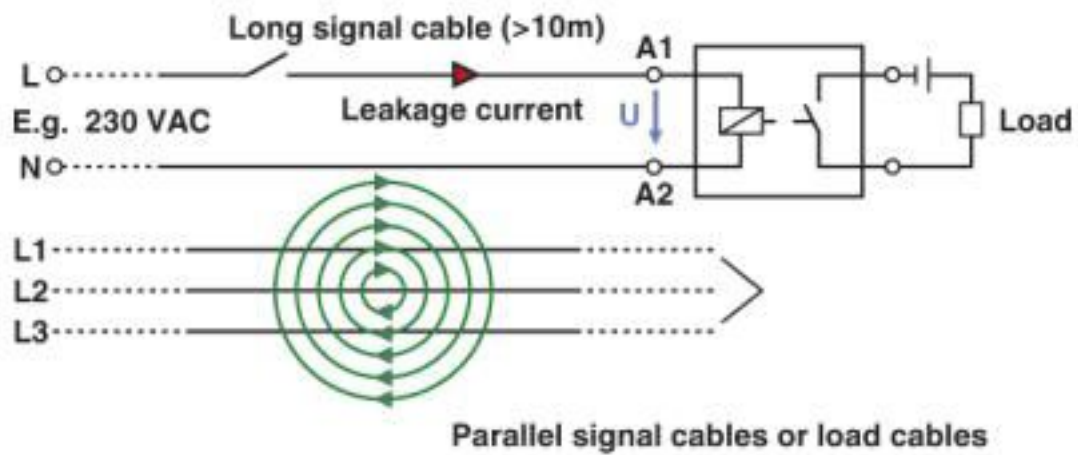 Long signal cable (>10m)
A1
L
Leakage current
U
Load
E.g. 230 VAC
N
A2
L1
L2
L3
Parallel signal cables or load cables